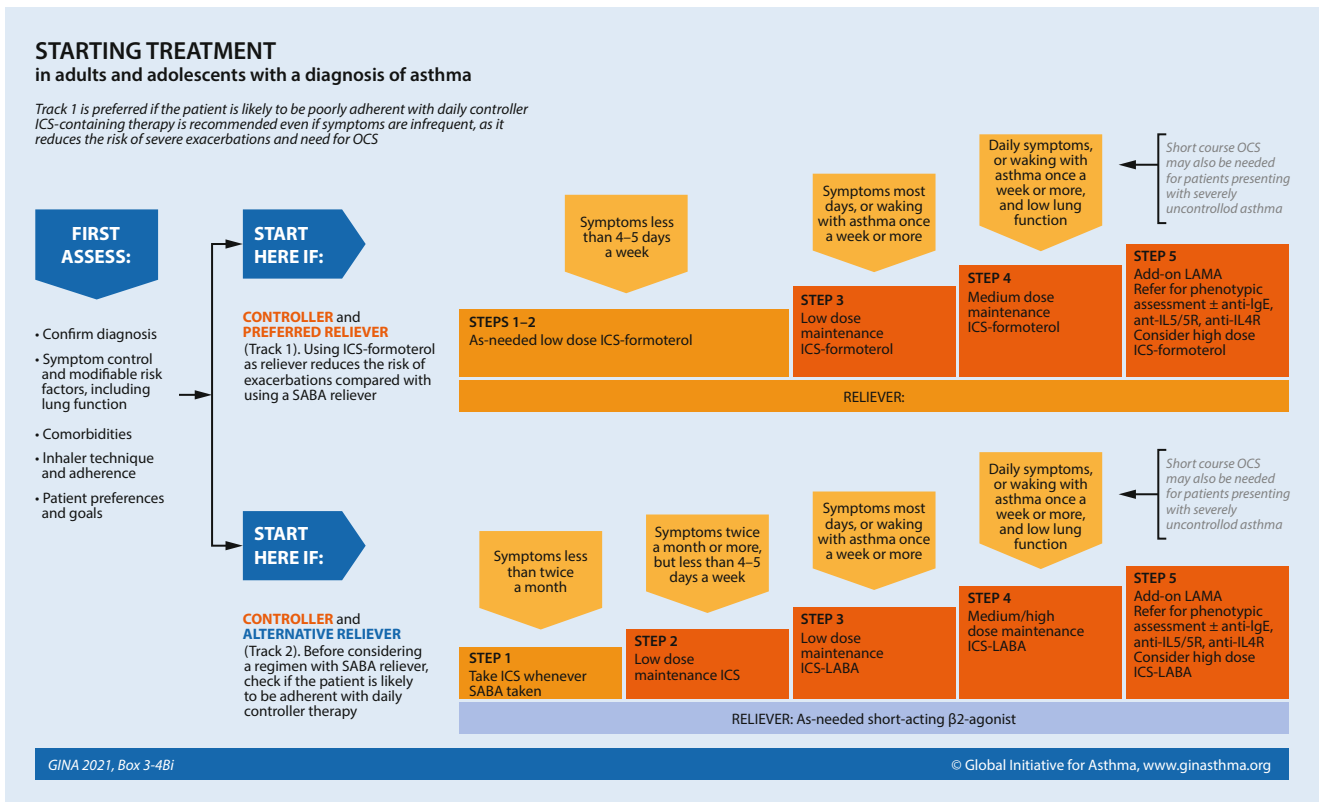 STARTING TREATMENT
in adults and adolescents with a diagnosis of asthma
Track 1 is preferred if the patient is likely to be poorly adherent with daily controller
ICS-containing therapy is recommended even if symptoms are infrequent, as it
reduces the risk of severe exacerbations and need for OCS
FIRST
ASSESS:
• Confirm diagnosis
• Symptom control
and modifiable risk
factors, including
lung function
• Comorbidities
• Inhaler technique
and adherence
• Patient preferences
and goals
START
HERE IF:
CONTROLLER and
PREFERRED RELIEVER
(Track 1). Using ICS-formoterol
as reliever reduces the risk of
exacerbations compared with
using a SABA reliever
Symptoms less
than 4–5 days
a week
Symptoms most
days, or waking
with asthma once
a week or more
Daily symptoms,
or waking with
asthma once a
week or more,
and low lung
function
Short course OCS
may also be needed
for patients presenting
with severely
uncontrollod asthma
STEPS 1–2
As-needed low dose ICS-formoterol
STEP 3
Low dose
maintenance
ICS-formoterol
STEP 4
Medium dose
maintenance
ICS-formoterol
STEP 5
Add-on LAMA
Refer for phenotypic
assessment ± anti-lgE,
ant-IL5/5R, anti-IL4R
Consider high dose
ICS-formoterol
RELIEVER:
START
HERE IF:
CONTROLLER and
ALTERNATIVE RELIEVER
(Track 2). Before considering
a regimen with SABA reliever,
check if the patient is likely
to be adherent with daily
controller therapy
Symptoms less
than twice
a month
Symptoms twice
a month or more,
but less than 4–5
days a week
Symptoms most
days, or waking
with asthma once
a week or more
Daily symptoms,
or waking with
asthma once a
week or more,
and low lung
function
Short course OCS
may also be needed
for patients presenting
with severely
uncontrollod asthma
STEP 1
Take ICS whenever
SABA taken
STEP 2
Low dose
maintenance ICS
STEP 3
Low dose
maintenance
ICS-LABA
STEP 4
Medium/high
dose maintenance
ICS-LABA
STEP 5
Add-on LAMA
Refer for phenotypic
assessment ± anti-lgE,
anti-IL5/5R, anti-IL4R
Consider high dose
ICS-LABA
RELIEVER: As-needed short-acting β2-agonist
GINA 2021, Box 3-4Bi
© Global Initiative for Asthma, www.ginasthma.org